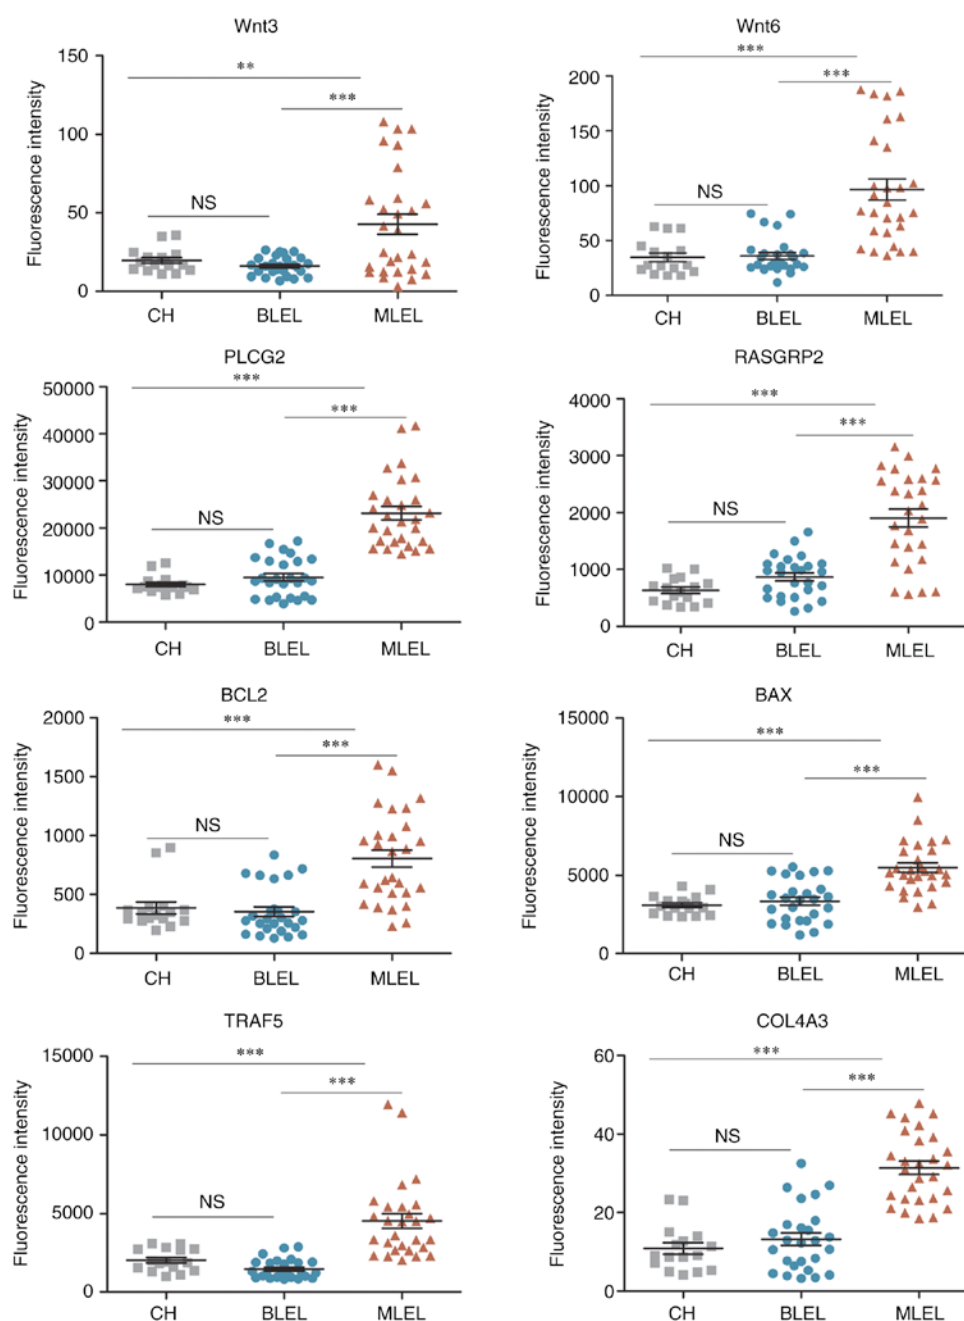 Wnt3
Fluorescence intensity
150
100
50
0
**
***
NS
CH BLEL MLEL
Wnt6
Fluorescence intensity
200
150
100
50
0
***
***
NS
CH BLEL MLEL
PLCG2
Fluorescence intensity
50000
40000
30000
20000
10000
0
***
***
NS
CH BLEL MLEL
RASGRP2
Fluorescence intensity
4000
3000
2000
1000
0
***
***
NS
CH BLEL MLEL
BCL2
Fluorescence intensity
2000
1500
1000
500
0
***
***
NS
CH BLEL MLEL
BAX
Fluorescence intensity
15000
10000
5000
0
***
***
NS
CH BLEL MLEL
TRAF5
Fluorescence intensity
15000
10000
5000
0
***
***
NS
CH BLEL MLEL
COL4A3
Fluorescence intensity
60
40
20
0
***
***
NS
CH BLEL MLEL